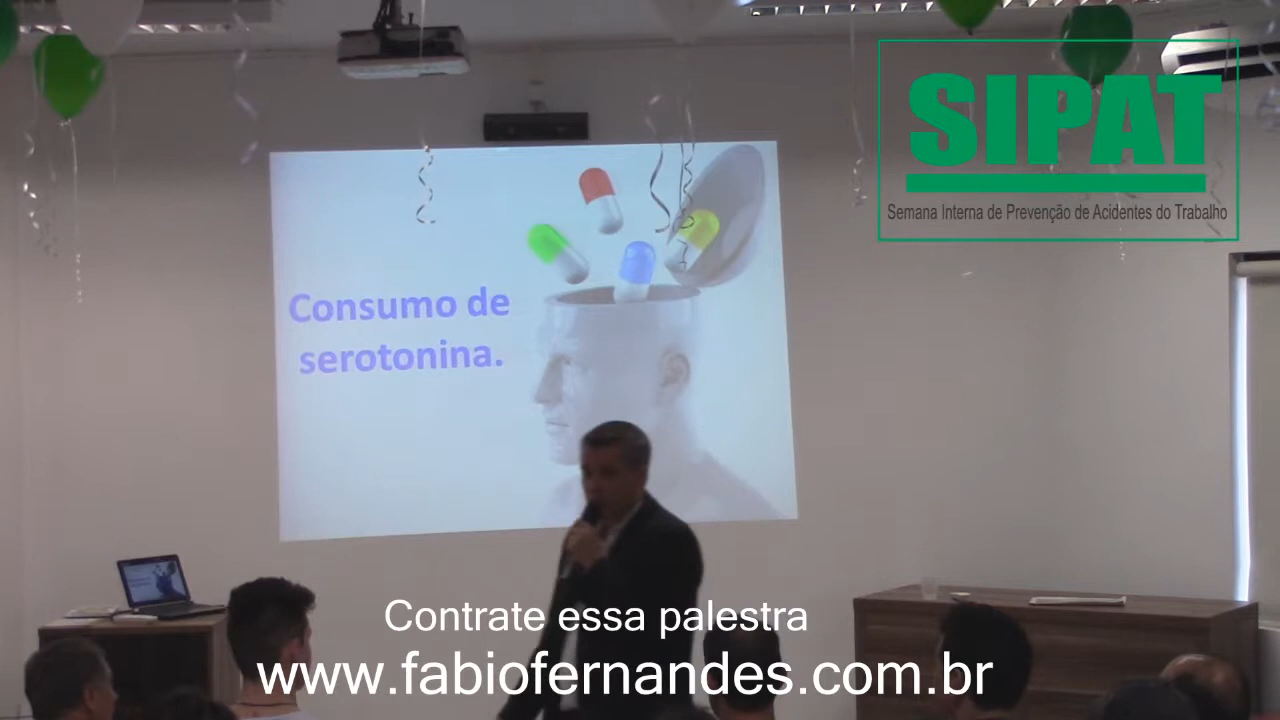 SIPAT
Semana Interna de Prevenção de Acidentes do Trabalho
Consumo de
serotonina.
Contrate essa palestra
www.fabiofernandes.com.br